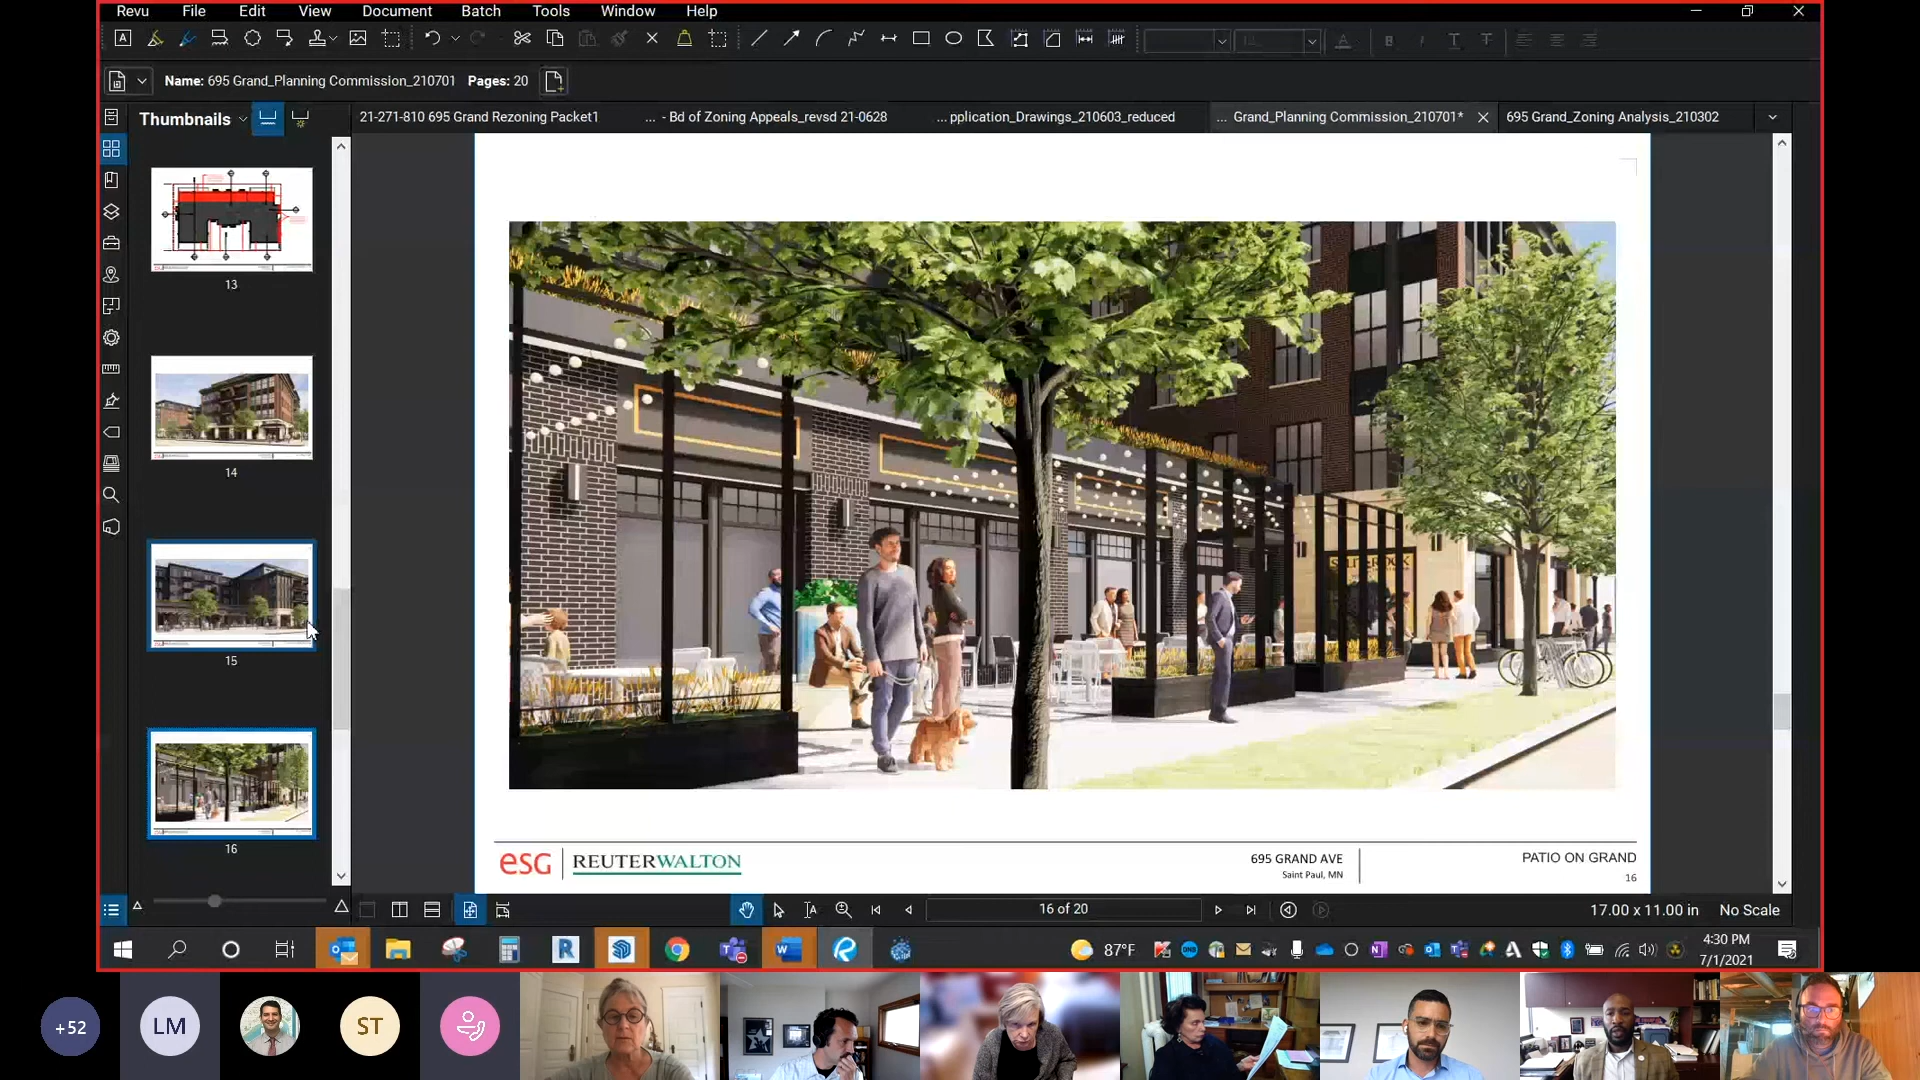 Revu File Edit View Document Batch Tools Window Help
Name: 695 Grand_Planning Commission_210701 Pages: 20
Thumbnails
21-271-810 695 Grand Rezoning Packet1 ... - Bd of Zoning Appeals_revsd 21-0628 ...pplication_Drawings_210603_reduced ... Grand_Planning Commission_210701* 695 Grand_Zoning Analysis_210302
13
14
15
16
esg REUTERWALTON
695 GRAND AVE
Saint Paul, MN
PATIO ON GRAND
16
16 of 20
17.00 x 11.00 in No Scale
87°F
4:30 PM
7/1/2021
+52
LM
ST